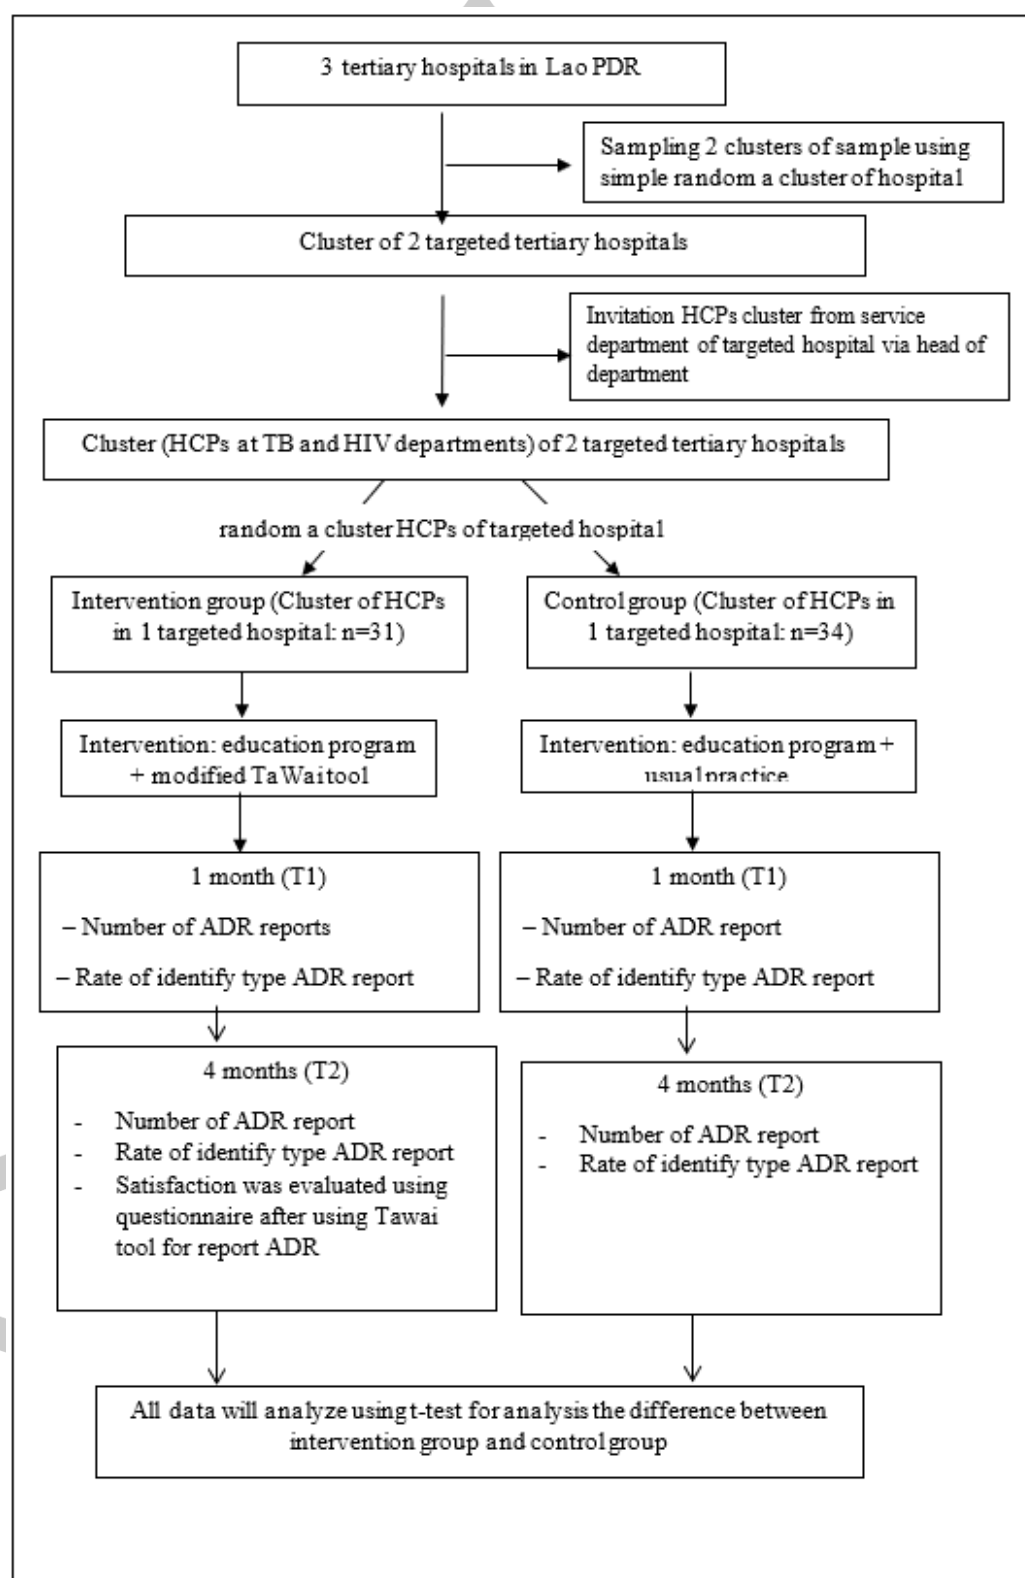 3 tertiary hospitals in Lao PDR
Sampling 2 clusters of sample using
simple random a cluster of hospital
Cluster of 2 targeted tertiary hospitals
Invitation HCPs cluster from service
department of targeted hospital via head of
department
Cluster (HCPs at TB and HIV departments) of 2 targeted tertiary hospitals
random a cluster HCPs of targeted hospital
Intervention group (Cluster of HCPs
in 1 targeted hospital: n=31)
Control group (Cluster of HCPs in
1 targeted hospital: n=34)
Intervention: education program
+ modified TaWai tool
Intervention: education program +
usual practice
1 month (T1)
– Number of ADR reports
– Rate of identify type ADR report
1 month (T1)
– Number of ADR report
– Rate of identify type ADR report
4 months (T2)
- Number of ADR report
- Rate of identify type ADR report
- Satisfaction was evaluated using
questionnaire after using Tawai
tool for report ADR
4 months (T2)
- Number of ADR report
- Rate of identify type ADR report
All data will analyze using t-test for analysis the difference between
intervention group and control group